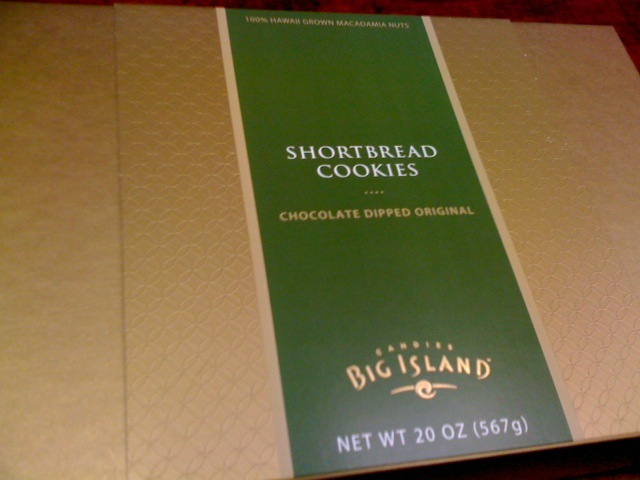 100% HAWAII GROWN MACADAMIA NUTS
SHORTBREAD
COOKIES
CHOCOLATE DIPPED ORIGINAL
CANDIES
BIG ISLAND
NET WT 20 OZ (567g)